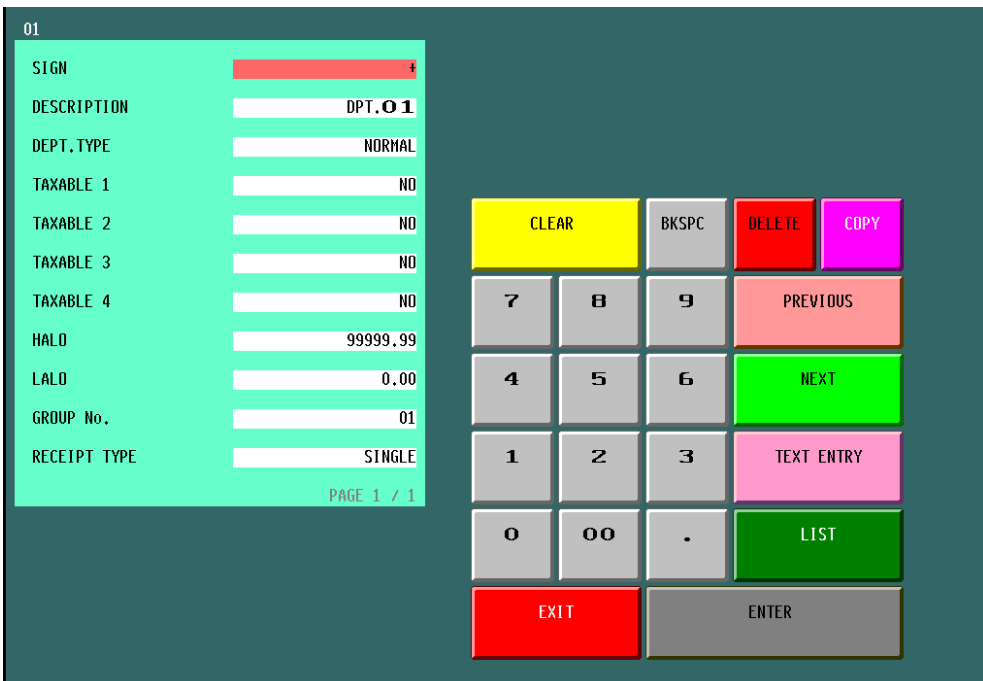 01
SIGN +
DESCRIPTION DPT.01
DEPT.TYPE NORMAL
TAXABLE 1 NO
TAXABLE 2 NO
TAXABLE 3 NO
TAXABLE 4 NO
HALO 99999.99
LALO 0.00
GROUP No. 01
RECEIPT TYPE SINGLE
PAGE 1 / 1
CLEAR BKSPC DELETE COPY
7 8 9 PREVIOUS
4 5 6 NEXT
1 2 3 TEXT ENTRY
0 00 . LIST
EXIT ENTER